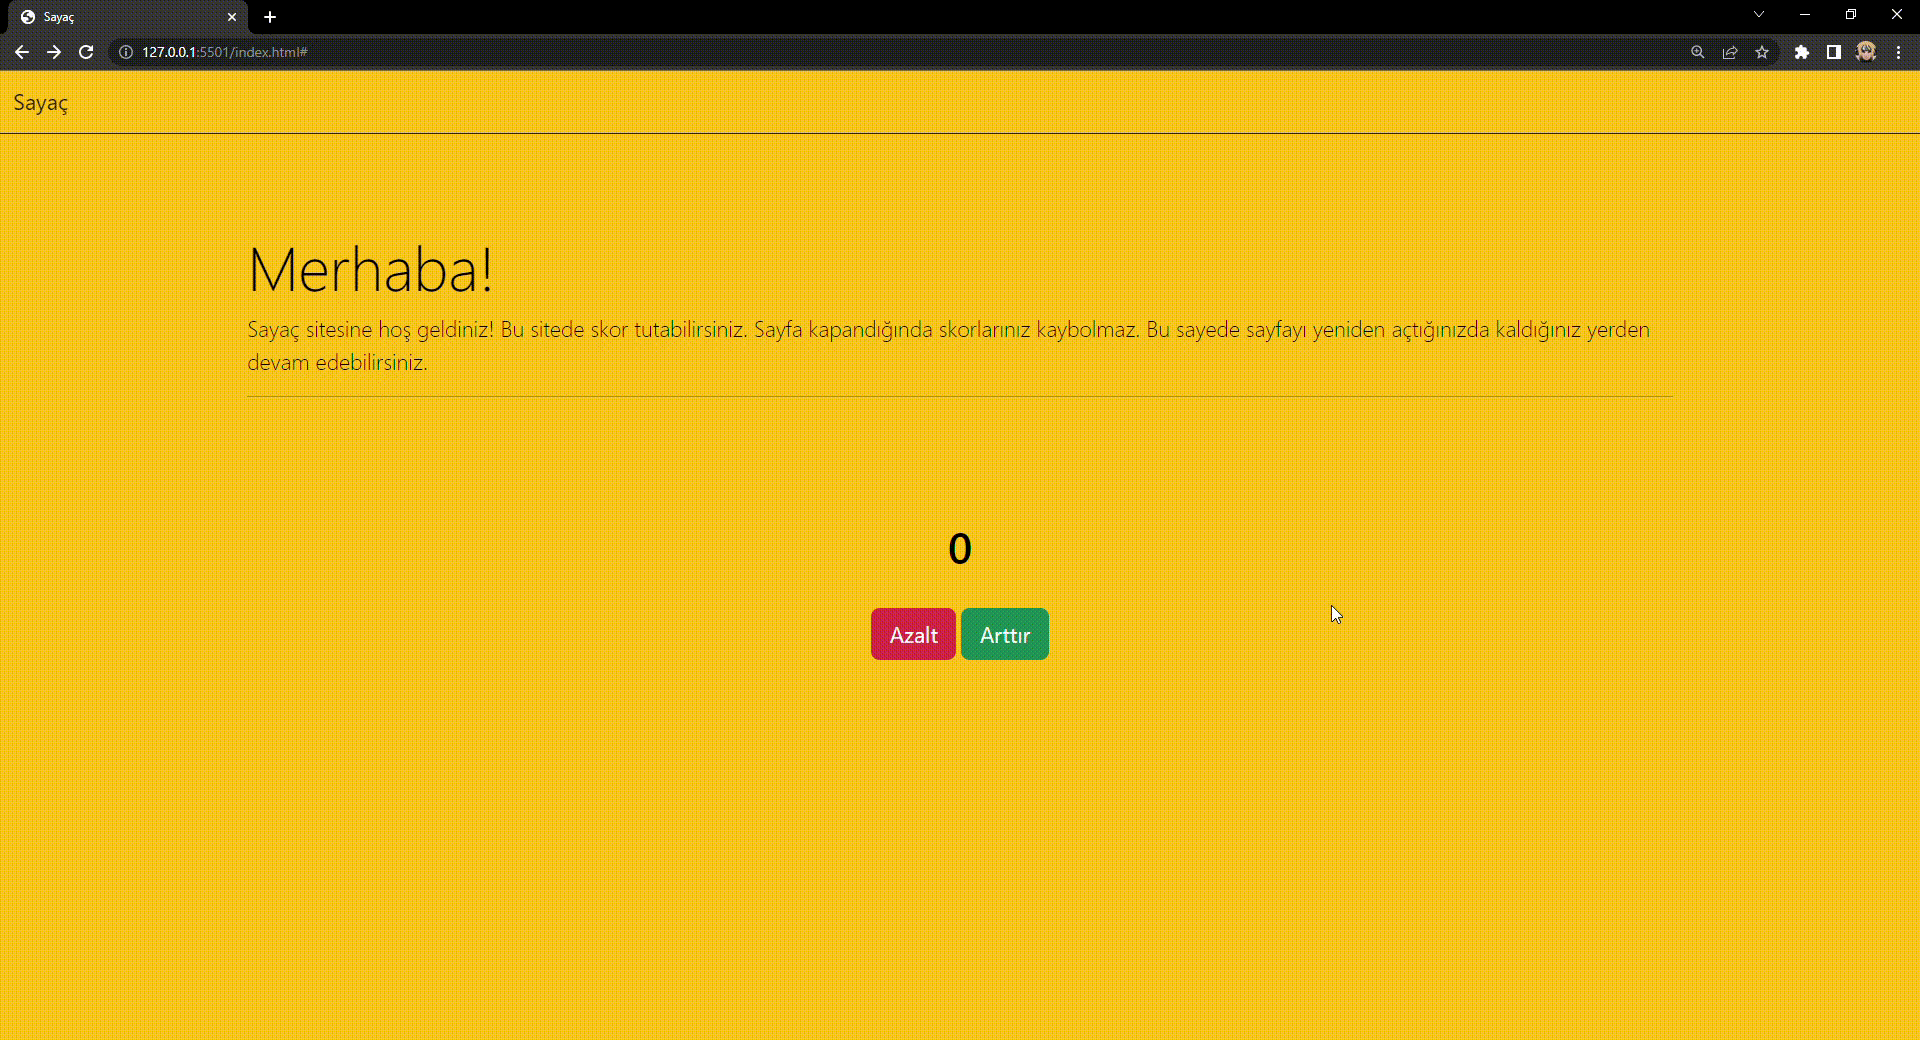 Sayaç
127.0.0.1:5501/index.html#
Sayaç
Merhaba!
Sayaç sitesine hoş geldiniz! Bu sitede skor tutabilirsiniz. Sayfa kapandığında skorlarınız kaybolmaz. Bu sayede sayfayı yeniden açtığınızda kaldığınız yerden
devam edebilirsiniz.
0
Azalt Arttır